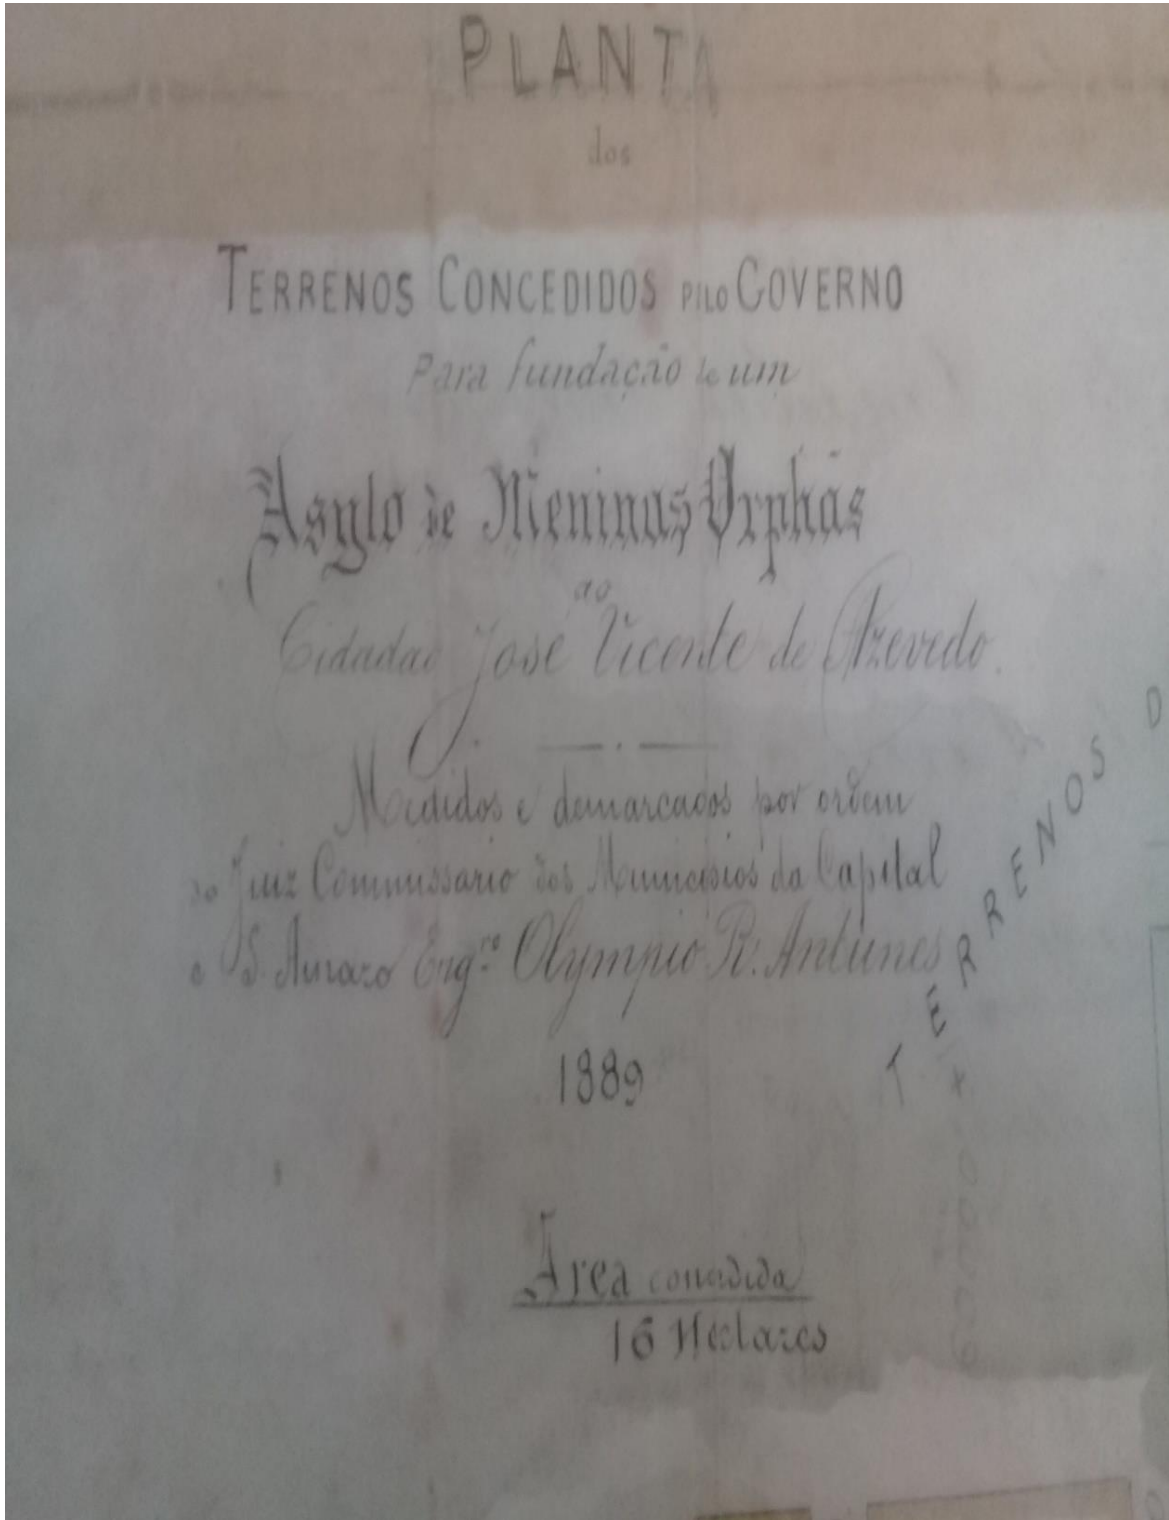 PLANTA
dos
TERRENOS CONCEDIDOS PELO GOVERNO
Para fundação de um
Asylo de Meninas Orphãs
ao
Cidadão José Vicente de Azevedo.
Medidos e demarcados por ordem
do Juiz Commissario dos Municipios da Capital
e S. Amaro Engro. Olympio R. Antunes
1889
Area concedida
16 Hectares
TERRENOS D